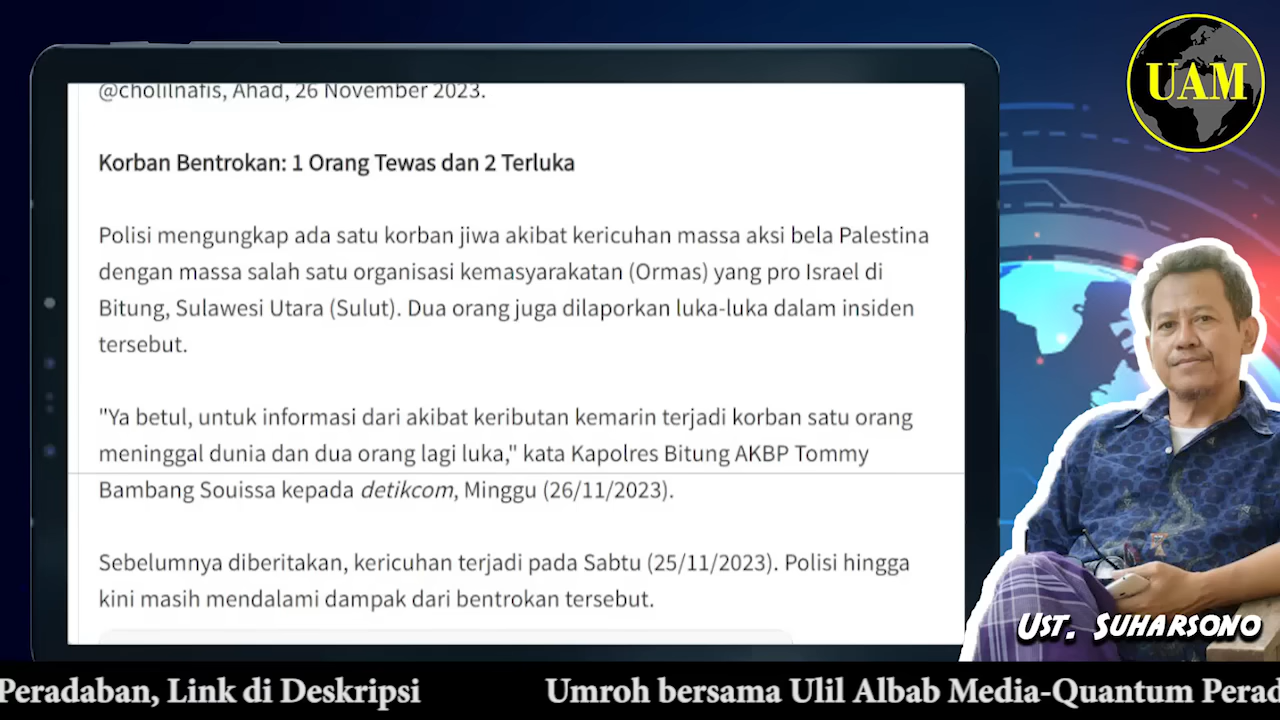 @cholilnafis, Ahad, 26 November 2023.
UAM
Korban Bentrokan: 1 Orang Tewas dan 2 Terluka
Polisi mengungkap ada satu korban jiwa akibat kericuhan massa aksi bela Palestina
dengan massa salah satu organisasi kemasyarakatan (Ormas) yang pro Israel di
Bitung, Sulawesi Utara (Sulut). Dua orang juga dilaporkan luka-luka dalam insiden
tersebut.
"Ya betul, untuk informasi dari akibat keributan kemarin terjadi korban satu orang
meninggal dunia dan dua orang lagi luka," kata Kapolres Bitung AKBP Tommy
Bambang Souissa kepada detikcom, Minggu (26/11/2023).
Sebelumnya diberitakan, kericuhan terjadi pada Sabtu (25/11/2023). Polisi hingga
kini masih mendalami dampak dari bentrokan tersebut.
Ust. Suharsono
Peradaban, Link di Deskripsi Umroh bersama Ulil Albab Media-Quantum Perad